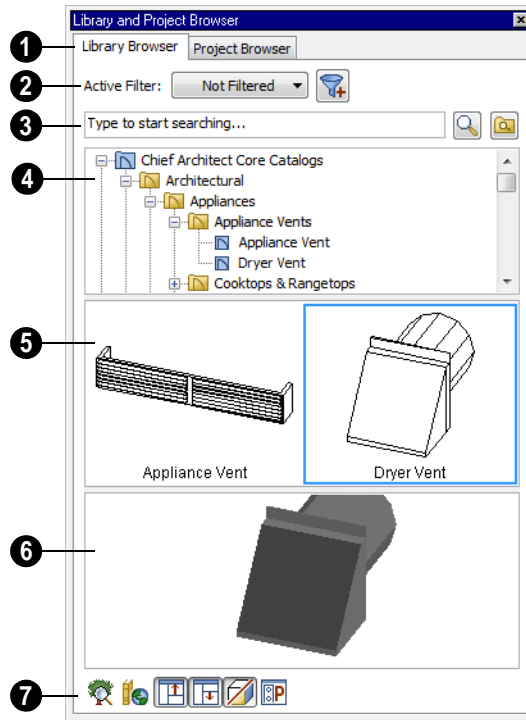 Library and Project Browser
1 Library Browser Project Browser
2 Active Filter: Not Filtered
3 Type to start searching...
Chief Architect Core Catalogs
4 Architectural
Appliances
Appliance Vents
Appliance Vent
Dryer Vent
Cooktops & Rangetops
5
Appliance Vent Dryer Vent
6
7 P